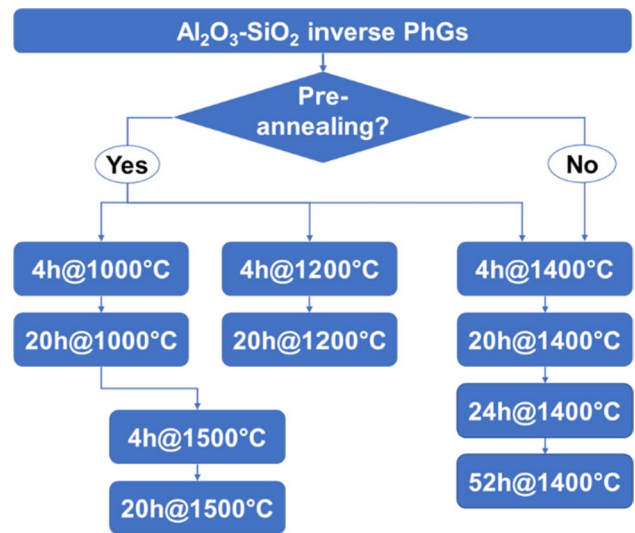 Al₂O₃-SiO₂ inverse PhGs
Pre-
annealing?
Yes
No
4h@1000°C
4h@1200°C
4h@1400°C
20h@1000°C
20h@1200°C
20h@1400°C
24h@1400°C
4h@1500°C
52h@1400°C
20h@1500°C